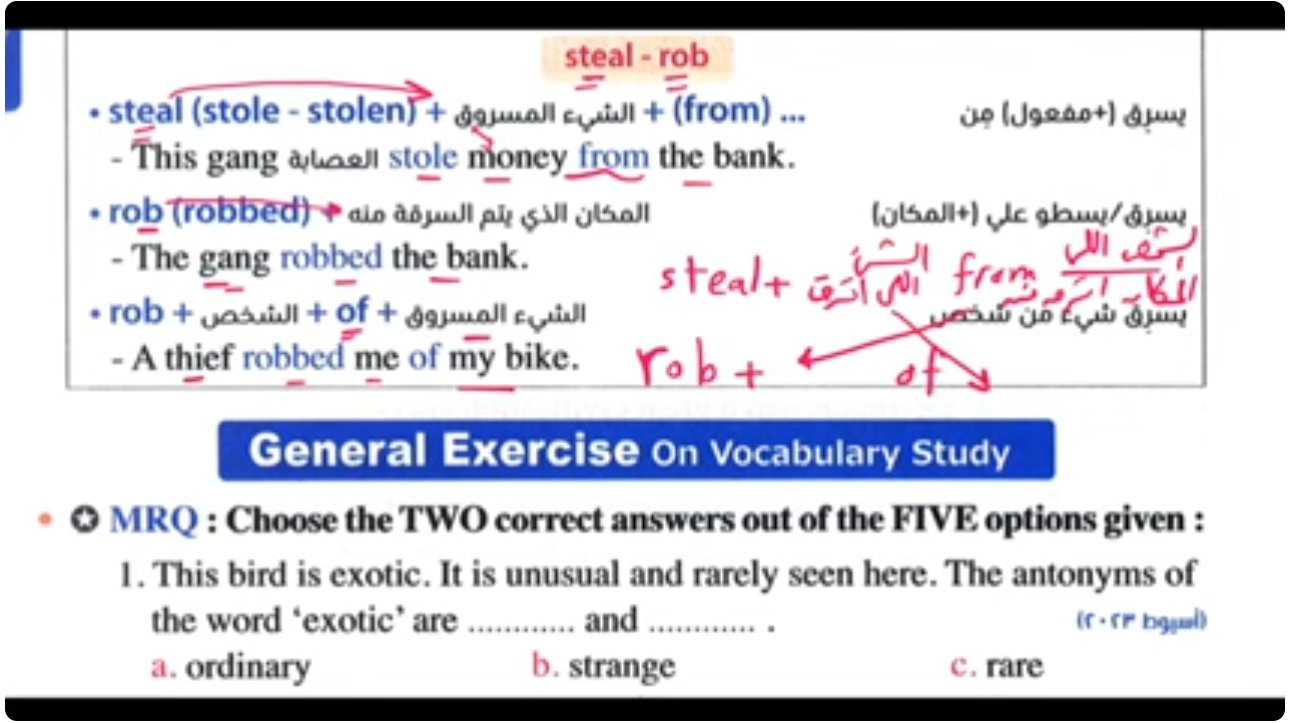 steal - rob
• steal (stole - stolen) + الشيء المسروق + (from) ... يسرق (+مفعول) مِن
- This gang العصابة stole money from the bank.
• rob (robbed) + المكان الذي يتم السرقة منه يسرق/يسطو علي (+المكان)
- The gang robbed the bank.
steal + الشئ اللى اتسرق from المكان
• rob + الشخص + of + الشيء المسروق يسرق شيء من شخص
- A thief robbed me of my bike.
rob + of
General Exercise On Vocabulary Study
• ✪ MRQ : Choose the TWO correct answers out of the FIVE options given :
1. This bird is exotic. It is unusual and rarely seen here. The antonyms of
the word ‘exotic’ are ............ and ............ . (أسيوط ٢٠٢٣)
a. ordinary b. strange c. rare